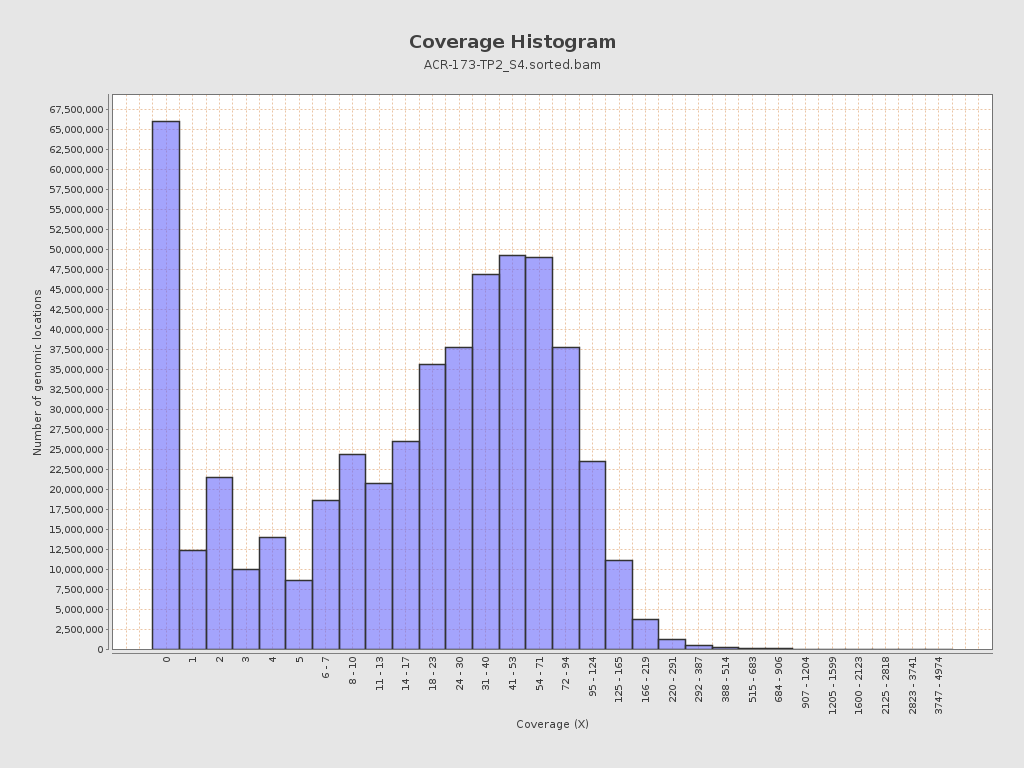 Coverage Histogram
ACR-173-TP2_S4.sorted.bam
Number of genomic locations
67,500,000
65,000,000
62,500,000
60,000,000
57,500,000
55,000,000
52,500,000
50,000,000
47,500,000
45,000,000
42,500,000
40,000,000
37,500,000
35,000,000
32,500,000
30,000,000
27,500,000
25,000,000
22,500,000
20,000,000
17,500,000
15,000,000
12,500,000
10,000,000
7,500,000
5,000,000
2,500,000
0
0
1
2
3
4
5
6 - 7
8 - 10
11 - 13
14 - 17
18 - 23
24 - 30
31 - 40
41 - 53
54 - 71
72 - 94
95 - 124
125 - 165
166 - 219
220 - 291
292 - 387
388 - 514
515 - 683
684 - 906
907 - 1204
1205 - 1599
1600 - 2123
2125 - 2818
2823 - 3741
3747 - 4974
Coverage (X)